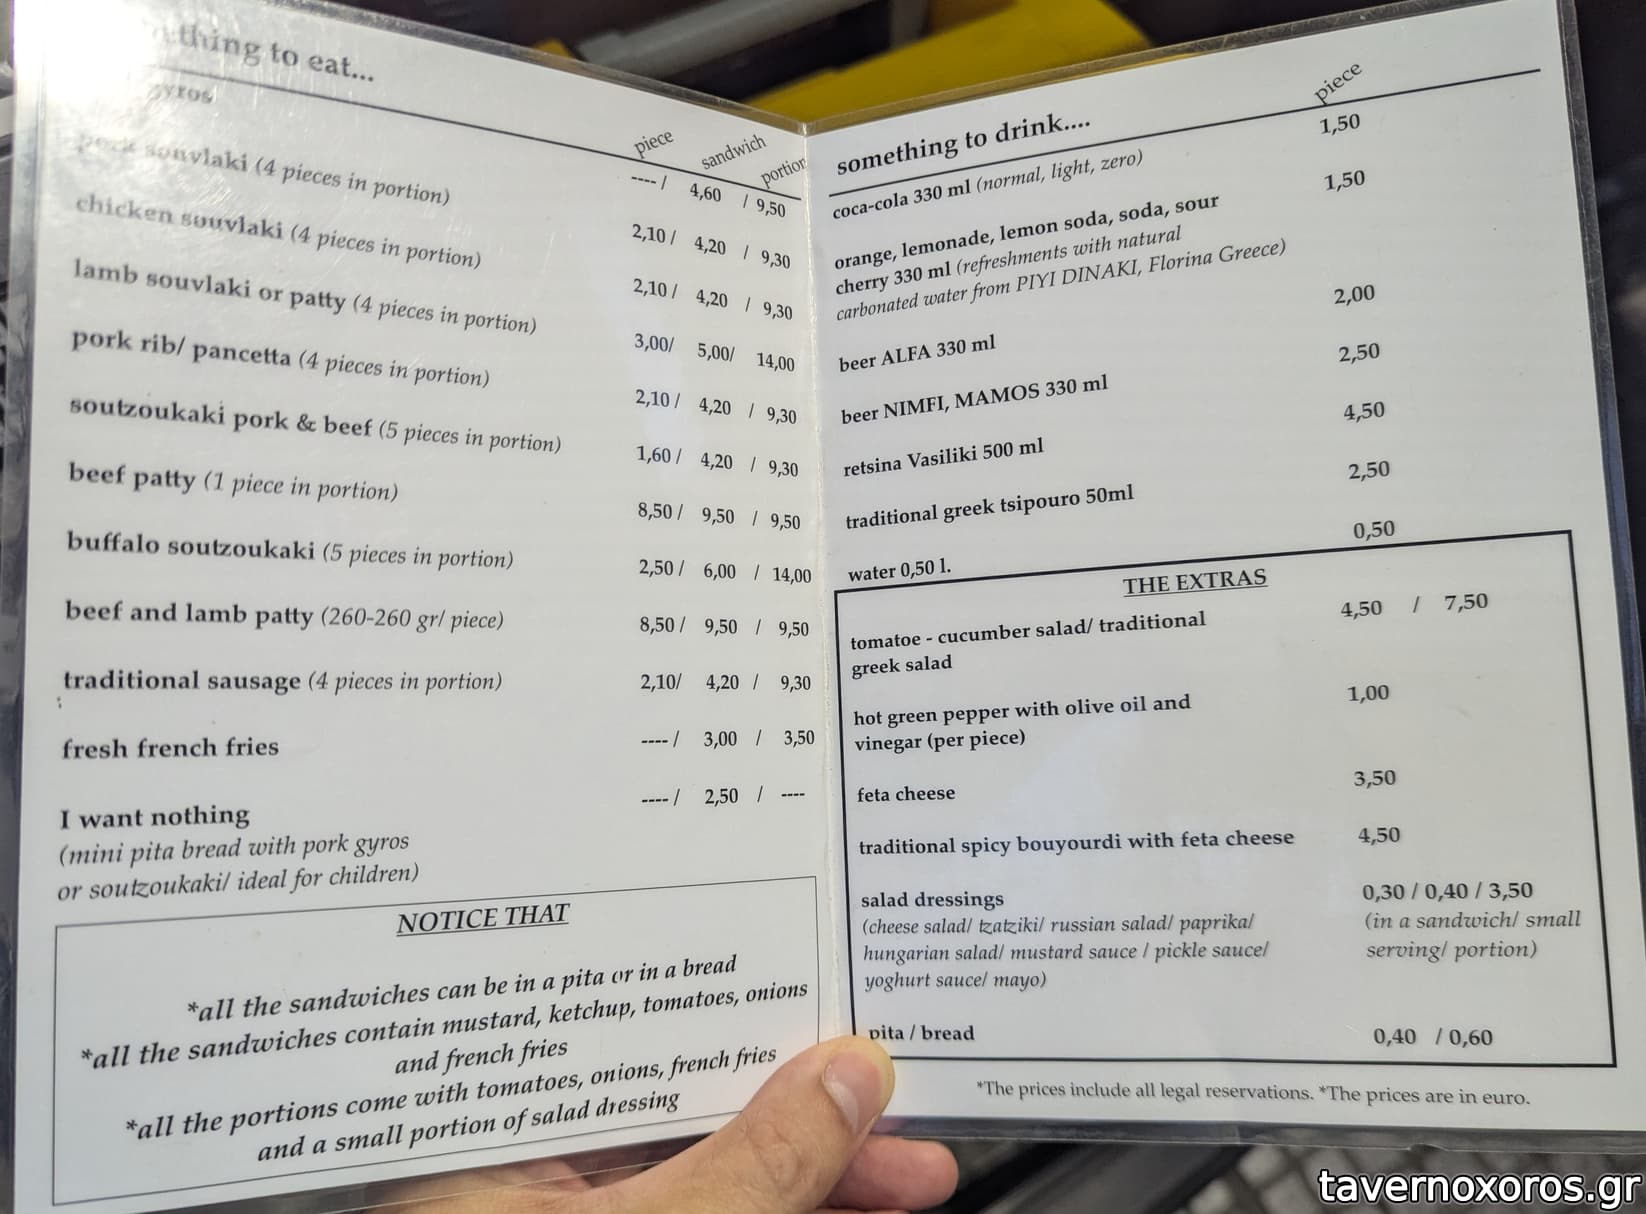 thing to eat...
piece
sandwich
portion
gyros ---- / 4,60 / 9,50
pork souvlaki (4 pieces in portion) 2,10 / 4,20 / 9,30
chicken souvlaki (4 pieces in portion) 2,10 / 4,20 / 9,30
lamb souvlaki or patty (4 pieces in portion) 3,00/ 5,00/ 14,00
pork rib/ pancetta (4 pieces in portion) 2,10 / 4,20 / 9,30
soutzoukaki pork & beef (5 pieces in portion) 1,60 / 4,20 / 9,30
beef patty (1 piece in portion) 8,50 / 9,50 / 9,50
buffalo soutzoukaki (5 pieces in portion) 2,50 / 6,00 / 14,00
beef and lamb patty (260-260 gr/ piece) 8,50 / 9,50 / 9,50
traditional sausage (4 pieces in portion) 2,10/ 4,20 / 9,30
fresh french fries ---- / 3,00 / 3,50
I want nothing ---- / 2,50 / ----
(mini pita bread with pork gyros
or soutzoukaki/ ideal for children)
NOTICE THAT
*all the sandwiches can be in a pita or in a bread
*all the sandwiches contain mustard, ketchup, tomatoes, onions
and french fries
*all the portions come with tomatoes, onions, french fries
and a small portion of salad dressing
something to drink....
piece
coca-cola 330 ml (normal, light, zero) 1,50
orange, lemonade, lemon soda, soda, sour 1,50
cherry 330 ml (refreshments with natural
carbonated water from PIYI DINAKI, Florina Greece)
beer ALFA 330 ml 2,00
beer NIMFI, MAMOS 330 ml 2,50
retsina Vasiliki 500 ml 4,50
traditional greek tsipouro 50ml 2,50
water 0,50 l. 0,50
THE EXTRAS
tomatoe - cucumber salad/ traditional 4,50 / 7,50
greek salad
hot green pepper with olive oil and 1,00
vinegar (per piece)
feta cheese 3,50
traditional spicy bouyourdi with feta cheese 4,50
salad dressings 0,30 / 0,40 / 3,50
(cheese salad/ tzatziki/ russian salad/ paprika/ (in a sandwich/ small
hungarian salad/ mustard sauce / pickle sauce/ serving/ portion)
yoghurt sauce/ mayo)
pita / bread 0,40 / 0,60
*The prices include all legal reservations. *The prices are in euro.
tavernoxoros.gr